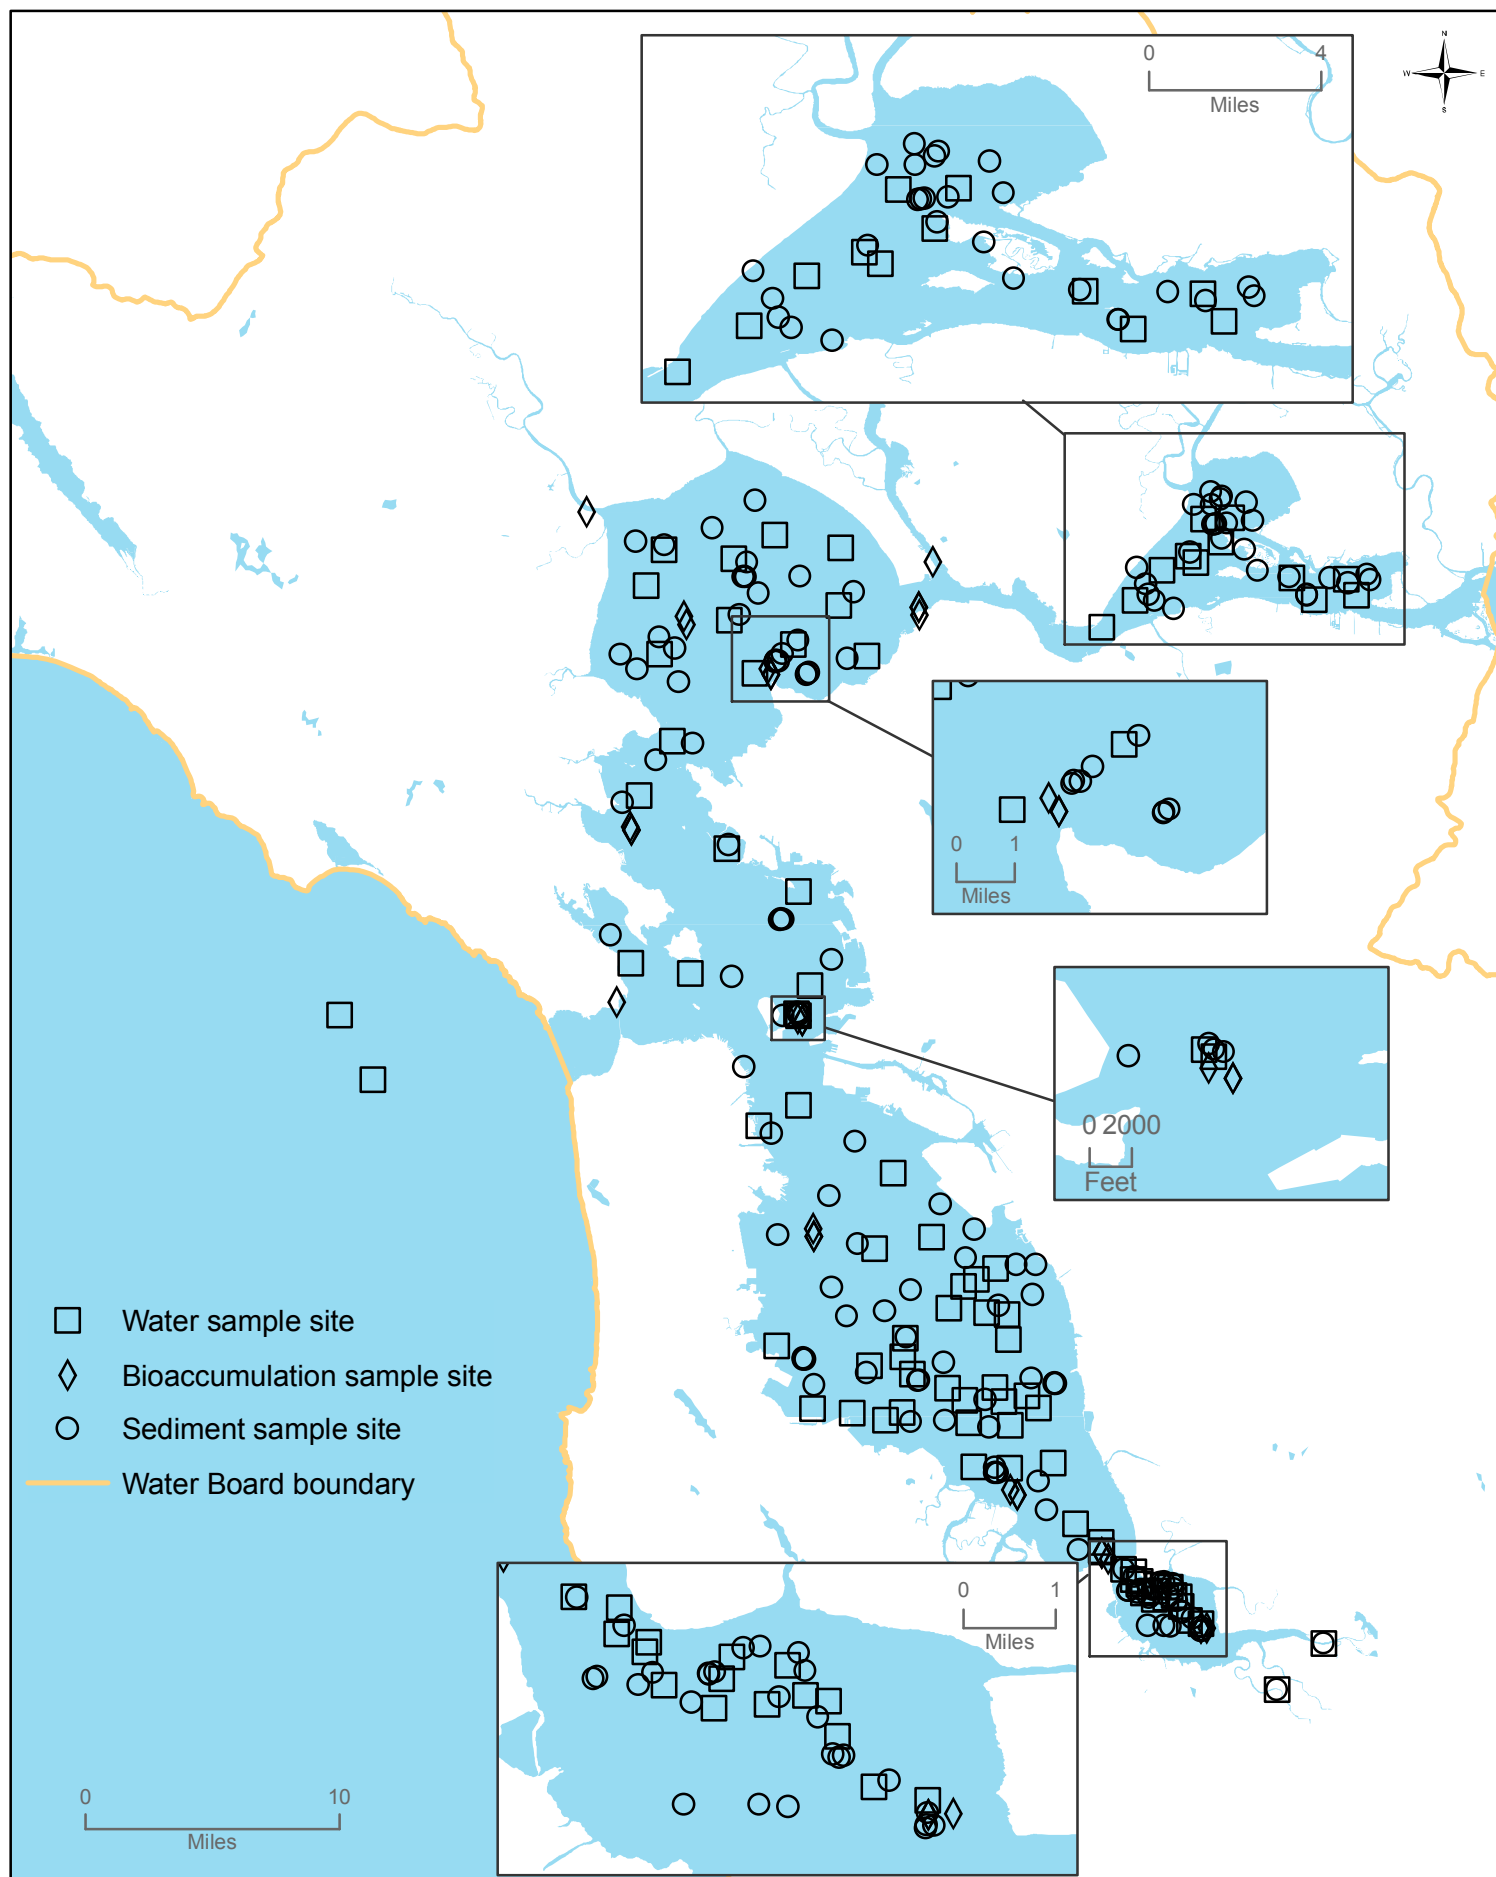 N
W E
S
0 4
Miles
0 1
Miles
0 2000
Feet
Water sample site
Bioaccumulation sample site
Sediment sample site
Water Board boundary
0 1
Miles
0 10
Miles